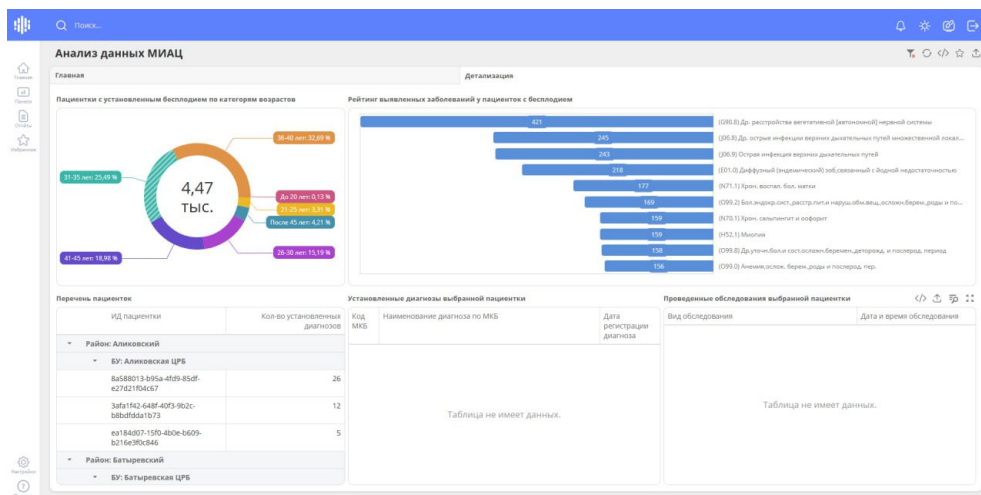 Поиск...
Анализ данных МИАЦ
Главная
Детализация
Главная
Панели
Отчеты
Избранное
Настройки
Пациентки с установленным бесплодием по категориям возрастов
36-40 лет: 32,69 %
31-35 лет: 25,49 %
До 20 лет: 0,13 %
21-25 лет: 3,31 %
После 45 лет: 4,21 %
26-30 лет: 15,19 %
41-45 лет: 18,98 %
4,47
тыс.
Рейтинг выявленных заболеваний у пациенток с бесплодием
421 (G90.8) Др. расстройства вегетативной [автономной] нервной системы
245 (J06.8) Др. острые инфекции верхних дыхательных путей множественной локал...
243 (J06.9) Острая инфекция верхних дыхательных путей
218 (E01.0) Диффузный (эндемический) зоб,связанный с йодной недостаточностью
177 (N71.1) Хрон. воспал. бол. матки
169 (O99.2) Бол.эндокр.сист.,расстр.пит.и наруш.обм.вещ.,осложн.берем.,роды и по...
159 (N70.1) Хрон. сальпингит и оофорит
159 (H52.1) Миопия
158 (O99.8) Др.уточн.бол.и сост.осложн.беремен.,деторожд. и послерод. период
156 (O99.0) Анемия,ослож. берем.,роды и послерод. пер.
Перечень пациенток
ИД пациентки
Кол-во установленных
диагнозов
Район: Аликовский
БУ: Аликовская ЦРБ
8a588013-b95a-4fd9-85df-
e27d21f04c67
26
3afa1f42-648f-40f3-9b2c-
b8bdfdda1b73
12
ea184d07-15f0-4b0e-b609-
b216e3f0c846
5
Район: Батыревский
БУ: Батыревская ЦРБ
Установленные диагнозы выбранной пациентки
Код
МКБ
Наименование диагноза по МКБ
Дата
регистрации
диагноза
Таблица не имеет данных.
Проведенные обследования выбранной пациентки
Вид обследования
Дата и время обследования
Таблица не имеет данных.